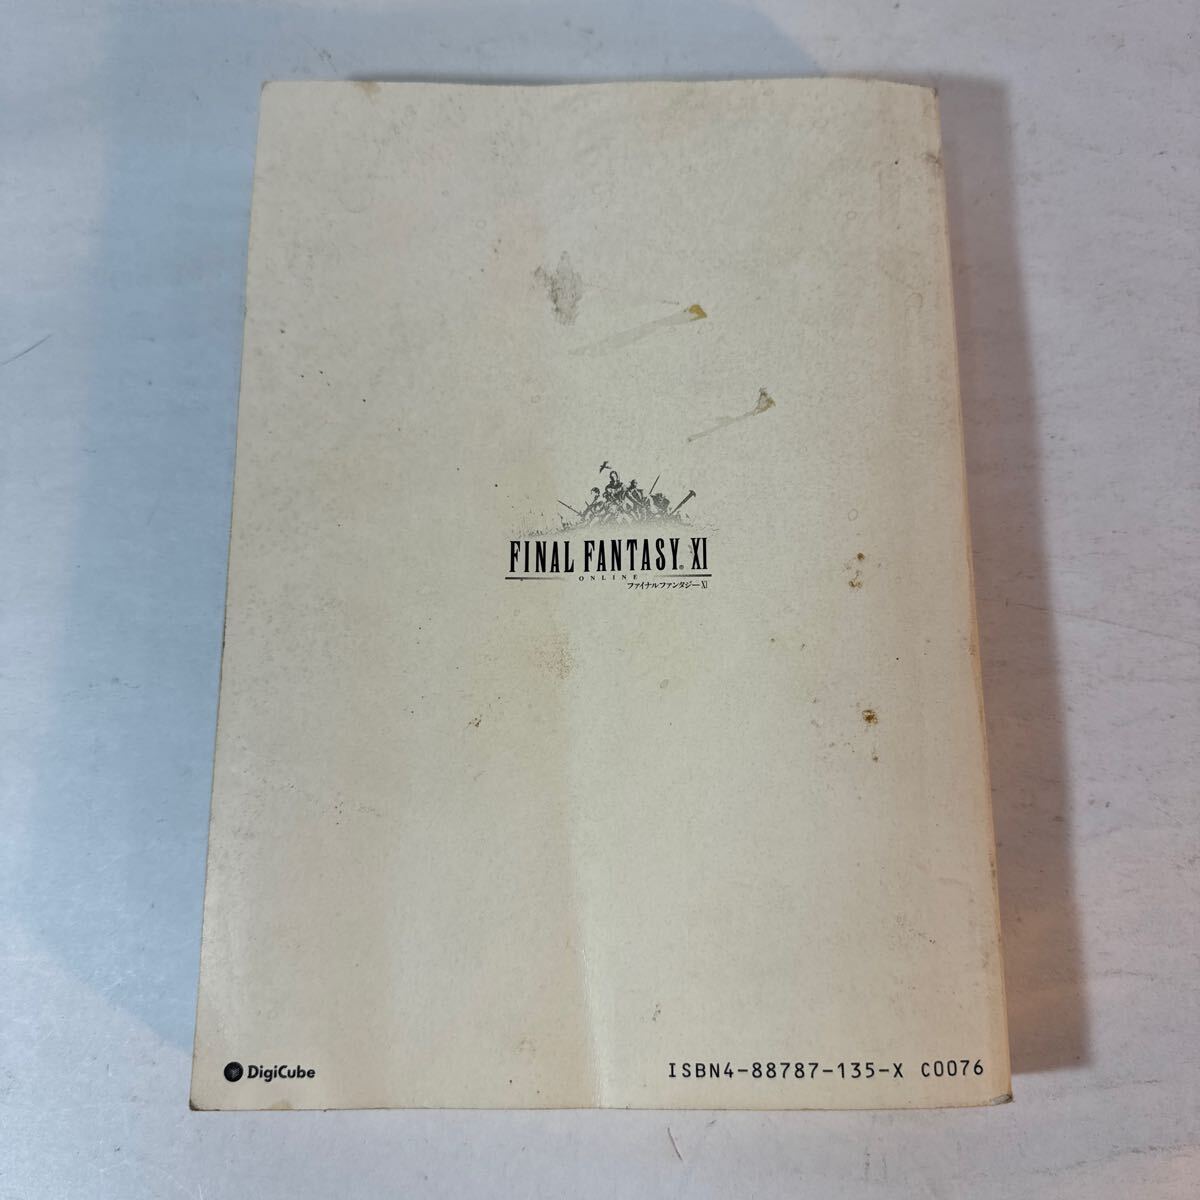 FINAL FANTASY® XI
ONLINE
ファイナルファンタジーXI
DigiCube
ISBN4-88787-135-X C0076